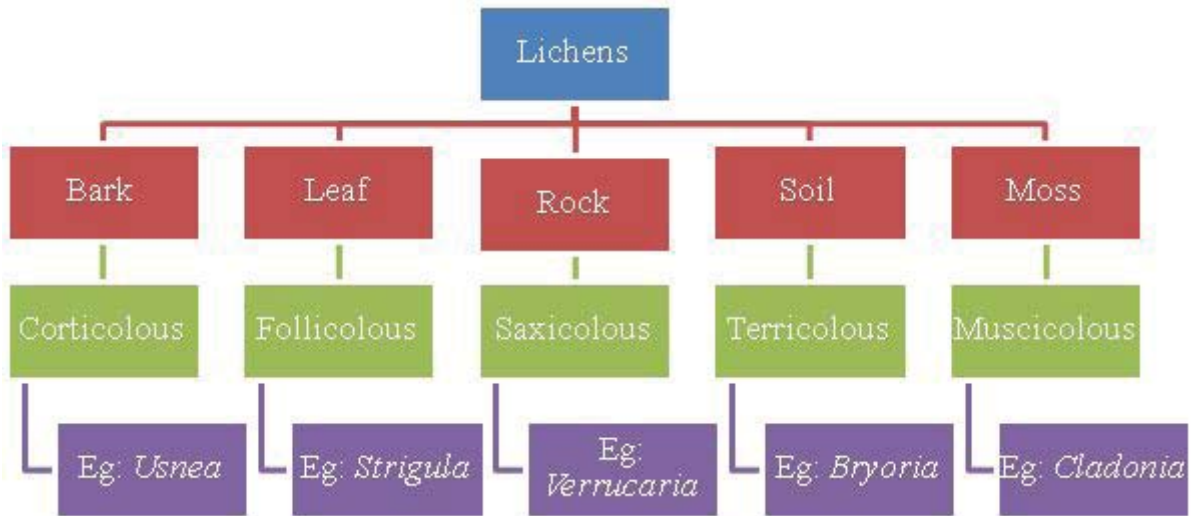 Lichens
Bark
Leaf
Rock
Soil
Moss
Corticolous
Follicolous
Saxicolous
Terricolous
Muscicolous
Eg: Usnea
Eg: Strigula
Eg:
Verrucaria
Eg: Bryoria
Eg: Cladonia